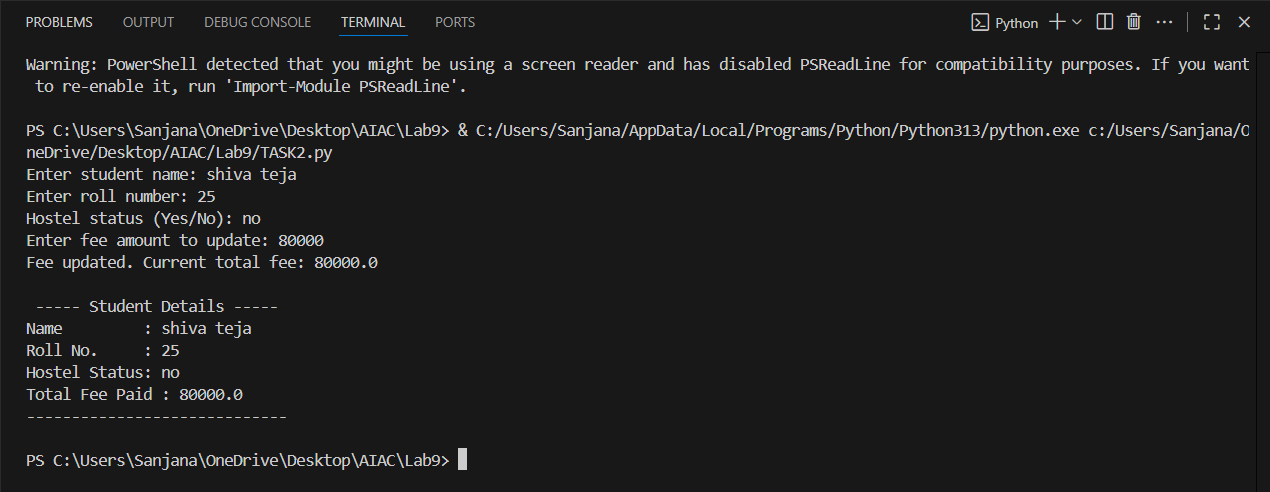 PROBLEMS OUTPUT DEBUG CONSOLE TERMINAL PORTS Python
Warning: PowerShell detected that you might be using a screen reader and has disabled PSReadLine for compatibility purposes. If you want
 to re-enable it, run 'Import-Module PSReadLine'.
PS C:\Users\Sanjana\OneDrive\Desktop\AIAC\Lab9> & C:/Users/Sanjana/AppData/Local/Programs/Python/Python313/python.exe c:/Users/Sanjana/O
neDrive/Desktop/AIAC/Lab9/TASK2.py
Enter student name: shiva teja
Enter roll number: 25
Hostel status (Yes/No): no
Enter fee amount to update: 80000
Fee updated. Current total fee: 80000.0
 ----- Student Details -----
Name         : shiva teja
Roll No.     : 25
Hostel Status: no
Total Fee Paid : 80000.0
-----------------------------
PS C:\Users\Sanjana\OneDrive\Desktop\AIAC\Lab9>